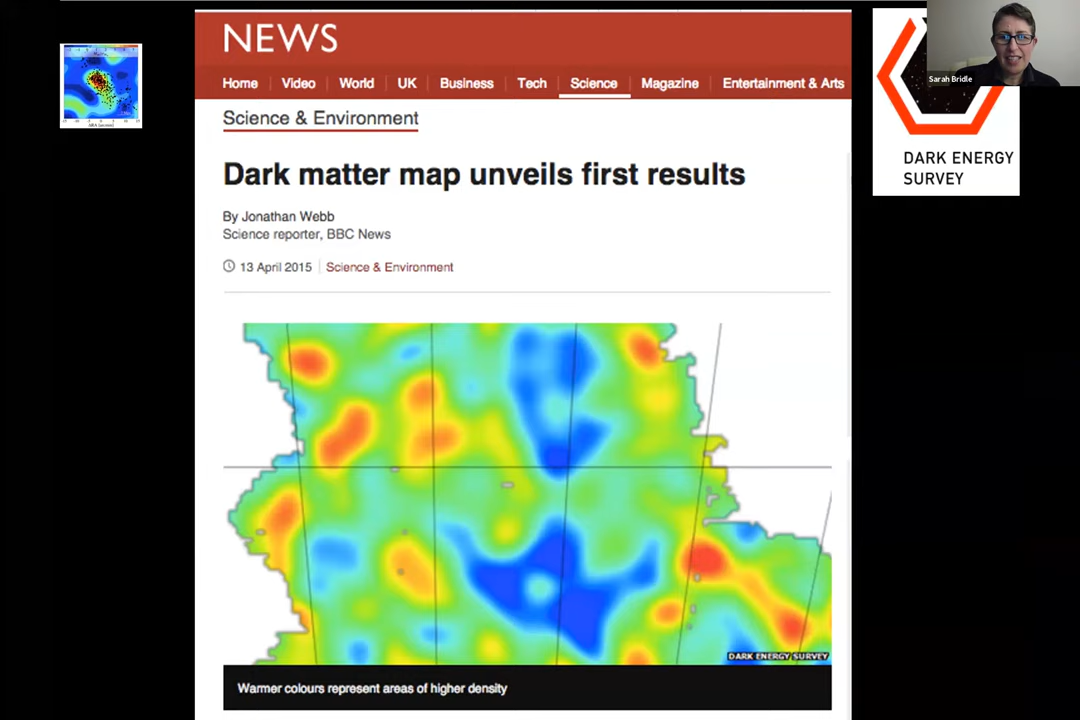 NEWS
Home Video World UK Business Tech Science Magazine Entertainment & Arts
Science & Environment
Dark matter map unveils first results
By Jonathan Webb
Science reporter, BBC News
13 April 2015 Science & Environment
DARK ENERGY SURVEY
Warmer colours represent areas of higher density
Sarah Bridle
DARK ENERGY
SURVEY